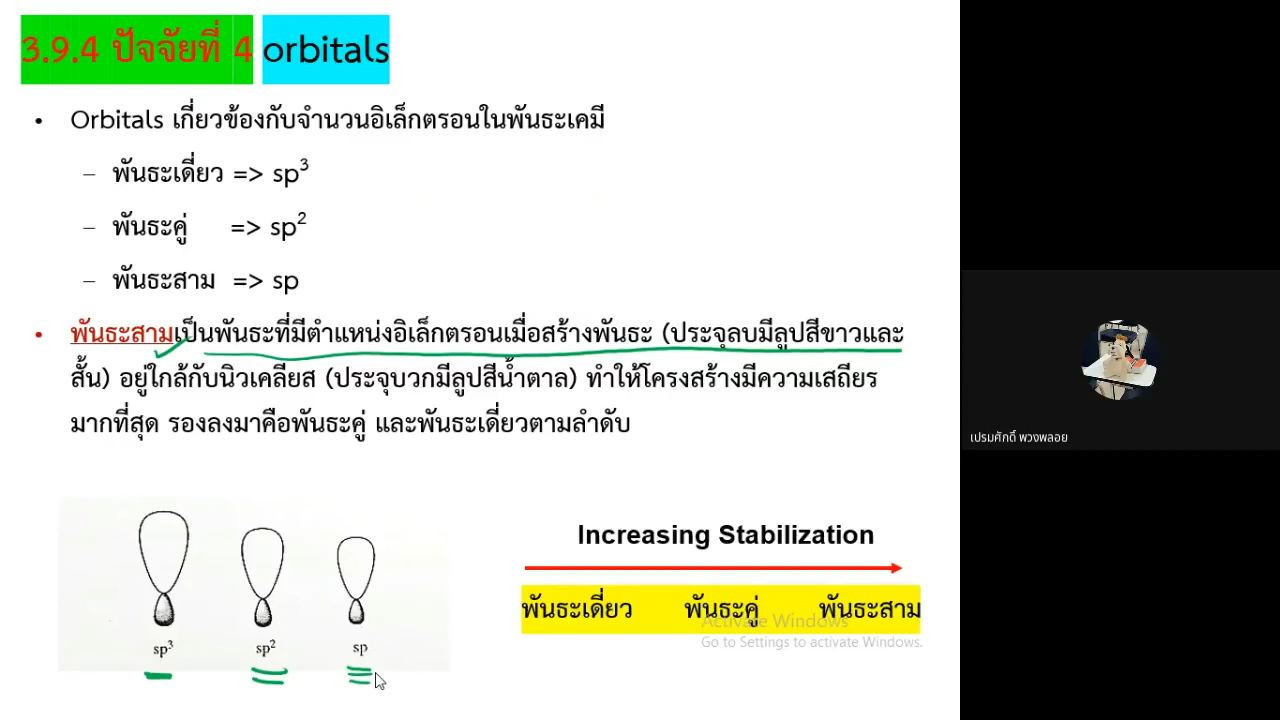 3.9.4 ปัจจัยที่ 4 orbitals
• Orbitals เกี่ยวข้องกับจำนวนอิเล็กตรอนในพันธะเคมี
– พันธะเดี่ยว => sp³
– พันธะคู่ => sp²
– พันธะสาม => sp
• พันธะสามเป็นพันธะที่มีตำแหน่งอิเล็กตรอนเมื่อสร้างพันธะ (ประจุลบมีลูปสีขาวและ
สั้น) อยู่ใกล้กับนิวเคลียส (ประจุบวกมีลูปสีน้ำตาล) ทำให้โครงสร้างมีความเสถียร
มากที่สุด รองลงมาคือพันธะคู่ และพันธะเดี่ยวตามลำดับ
sp³ sp² sp
Increasing Stabilization
พันธะเดี่ยว พันธะคู่ พันธะสาม
Activate Windows
Go to Settings to activate Windows.
เปรมศักดิ์ พวงพลอย